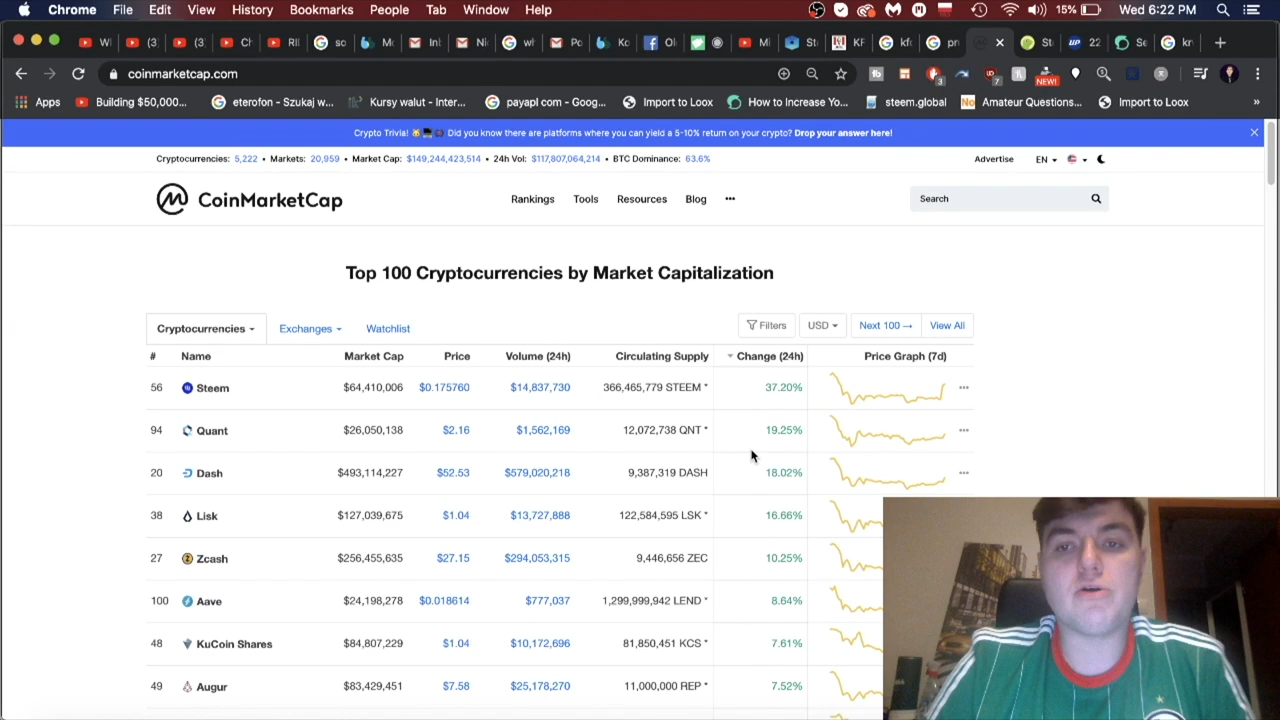 Chrome File Edit View History Bookmarks People Tab Window Help 15% Wed 6:22 PM
coinmarketcap.com
Apps Building $50,000... eterofon - Szukaj w... Kursy walut - Inter... payapl com - Goog... Import to Loox How to Increase Yo... steem.global Amateur Questions... Import to Loox »
Crypto Trivia! Did you know there are platforms where you can yield a 5-10% return on your crypto? Drop your answer here!
Cryptocurrencies: 5,222 • Markets: 20,959 • Market Cap: $149,244,423,514 • 24h Vol: $117,807,064,214 • BTC Dominance: 63.6% Advertise EN
CoinMarketCap Rankings Tools Resources Blog ••• Search
Top 100 Cryptocurrencies by Market Capitalization
Cryptocurrencies Exchanges Watchlist Filters USD Next 100 → View All
# Name Market Cap Price Volume (24h) Circulating Supply Change (24h) Price Graph (7d)
56 Steem $64,410,006 $0.175760 $14,837,730 366,465,779 STEEM * 37.20%
94 Quant $26,050,138 $2.16 $1,562,169 12,072,738 QNT * 19.25%
20 Dash $493,114,227 $52.53 $579,020,218 9,387,319 DASH 18.02%
38 Lisk $127,039,675 $1.04 $13,727,888 122,584,595 LSK * 16.66%
27 Zcash $256,455,635 $27.15 $294,053,315 9,446,656 ZEC 10.25%
100 Aave $24,198,278 $0.018614 $777,037 1,299,999,942 LEND * 8.64%
48 KuCoin Shares $84,807,229 $1.04 $10,172,696 81,850,451 KCS * 7.61%
49 Augur $83,429,451 $7.58 $25,178,270 11,000,000 REP * 7.52%